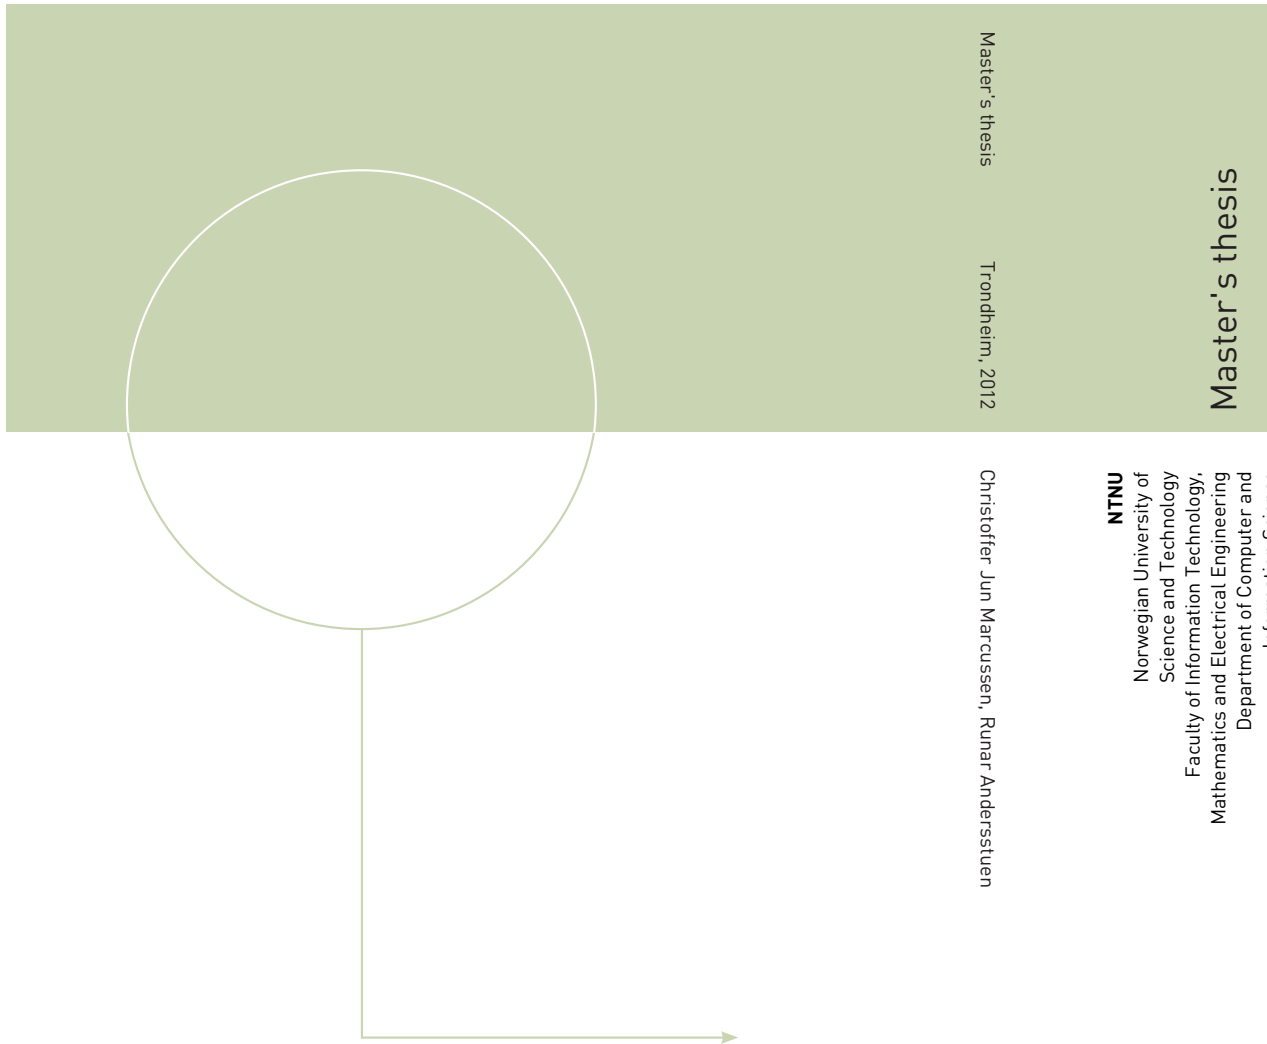 Master's thesis
Trondheim, 2012
Christoffer Jun Marcussen, Runar Andersstuen
Master's thesis
NTNU
Norwegian University of
Science and Technology
Faculty of Information Technology,
Mathematics and Electrical Engineering
Department of Computer and